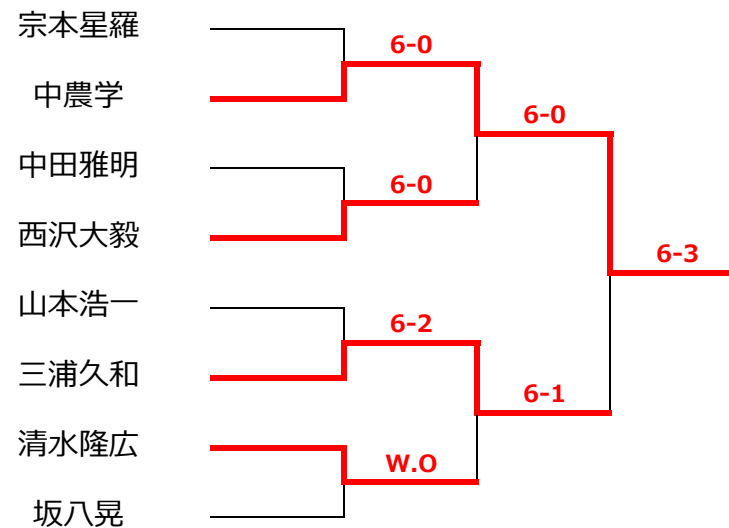 宗本星羅
6-0
中農学
6-0
中田雅明
6-0
西沢大毅
6-3
山本浩一
6-2
三浦久和
6-1
清水隆広
W.O
坂八晃